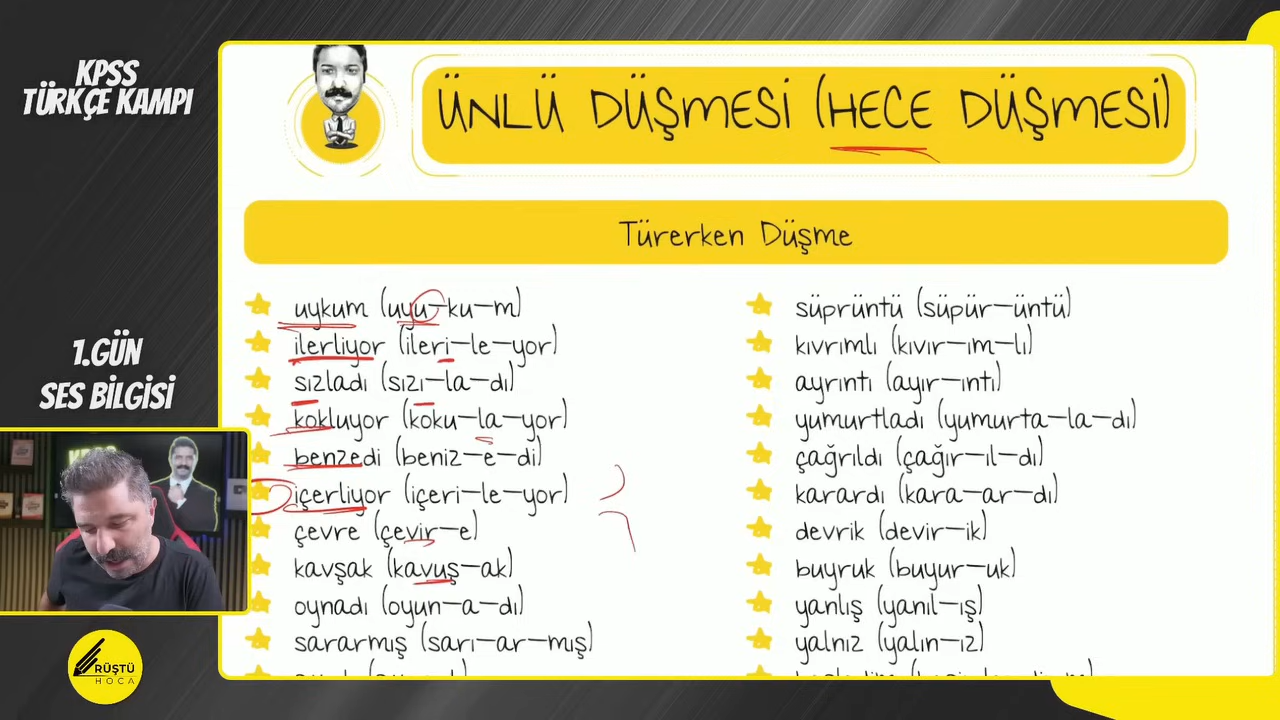 KPSS
TÜRKÇE KAMPI
1.GÜN
SES BİLGİSİ
RÜŞTÜ
HOCA
ÜNLÜ DÜŞMESİ (HECE DÜŞMESİ)
Türerken Düşme
uykum (uyu-ku-m)
ilerliyor (ileri-le-yor)
sızladı (sızı-la-dı)
kokluyor (koku-la-yor)
benzedi (beniz-e-di)
içerliyor (içeri-le-yor)
çevre (çevir-e)
kavşak (kavuş-ak)
oynadı (oyun-a-dı)
sararmış (sarı-ar-mış)
süprüntü (süpür-üntü)
kıvrımlı (kıvır-ım-lı)
ayrıntı (ayır-ıntı)
yumurtladı (yumurta-la-dı)
çağrıldı (çağır-ıl-dı)
karardı (kara-ar-dı)
devrik (devir-ik)
buyruk (buyur-uk)
yanlış (yanıl-ış)
yalnız (yalın-ız)